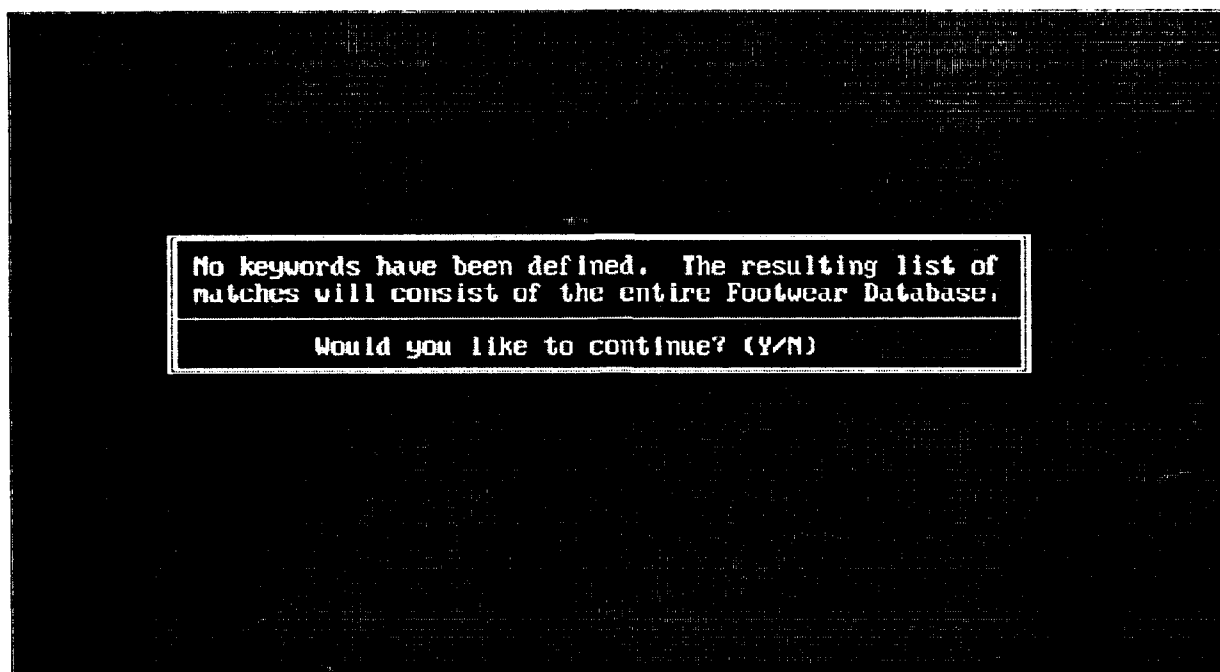 No keywords have been defined.  The resulting list of
matches will consist of the entire Footwear Database.
Would you like to continue? (Y/N)